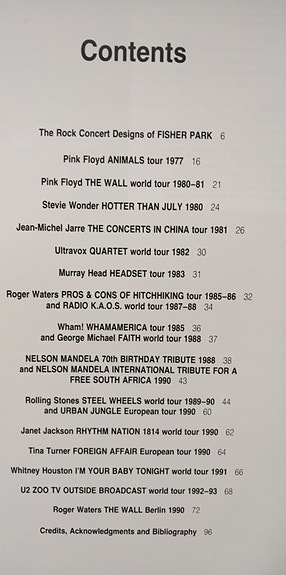 Contents
The Rock Concert Designs of FISHER PARK 6
Pink Floyd ANIMALS tour 1977 16
Pink Floyd THE WALL world tour 1980–81 21
Stevie Wonder HOTTER THAN JULY 1980 24
Jean-Michel Jarre THE CONCERTS IN CHINA tour 1981 26
Ultravox QUARTET world tour 1982 30
Murray Head HEADSET tour 1983 31
Roger Waters PROS & CONS OF HITCHHIKING tour 1985–86 32
and RADIO K.A.O.S. world tour 1987–88 34
Wham! WHAMAMERICA tour 1985 36
and George Michael FAITH world tour 1988 37
NELSON MANDELA 70th BIRTHDAY TRIBUTE 1988 38
and NELSON MANDELA INTERNATIONAL TRIBUTE FOR A
FREE SOUTH AFRICA 1990 43
Rolling Stones STEEL WHEELS world tour 1989–90 44
and URBAN JUNGLE European tour 1990 60
Janet Jackson RHYTHM NATION 1814 world tour 1990 62
Tina Turner FOREIGN AFFAIR European tour 1990 64
Whitney Houston I'M YOUR BABY TONIGHT world tour 1991 66
U2 ZOO TV OUTSIDE BROADCAST world tour 1992–93 68
Roger Waters THE WALL Berlin 1990 72
Credits, Acknowledgments and Bibliography 96